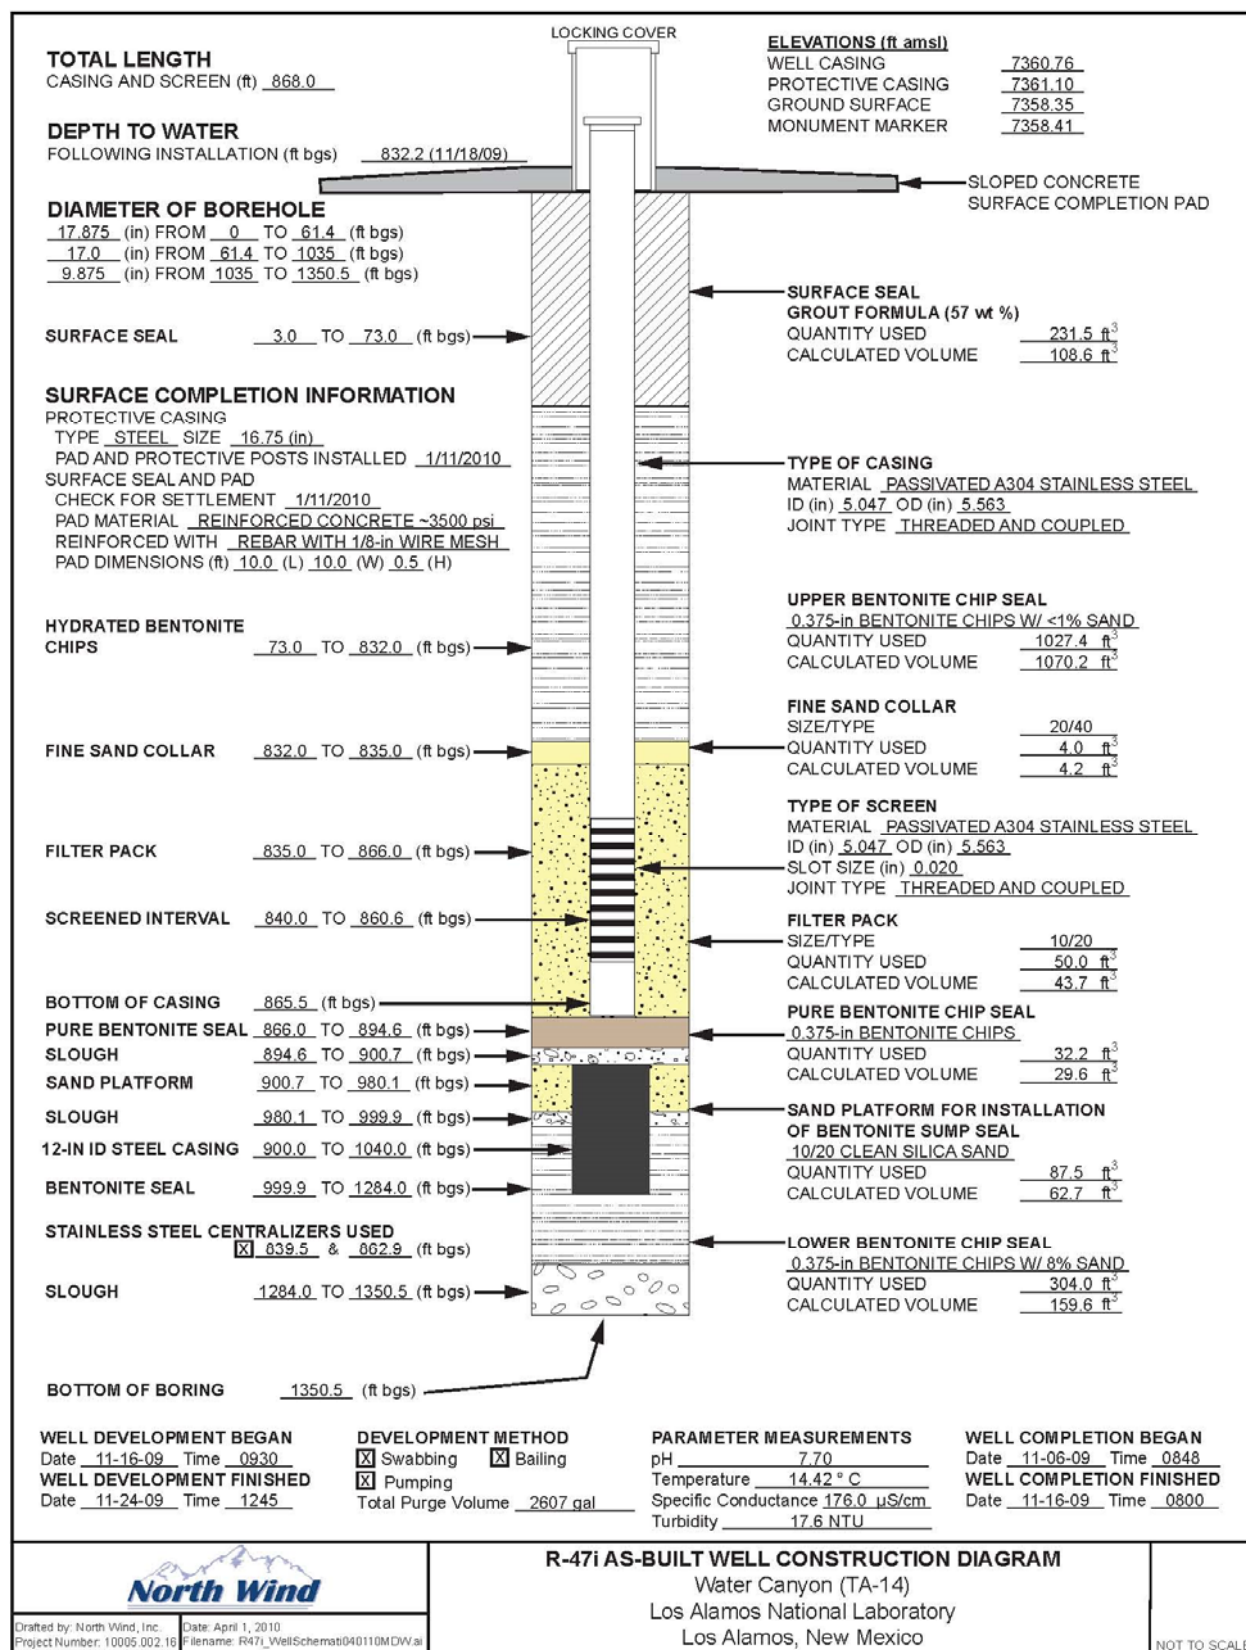 LOCKING COVER
TOTAL LENGTH
CASING AND SCREEN (ft) 868.0
DEPTH TO WATER
FOLLOWING INSTALLATION (ft bgs) 832.2 (11/18/09)
DIAMETER OF BOREHOLE
17.875 (in) FROM 0 TO 61.4 (ft bgs)
17.0 (in) FROM 61.4 TO 1035 (ft bgs)
9.875 (in) FROM 1035 TO 1350.5 (ft bgs)
SURFACE SEAL 3.0 TO 73.0 (ft bgs)
SURFACE COMPLETION INFORMATION
PROTECTIVE CASING
TYPE STEEL SIZE 16.75 (in)
PAD AND PROTECTIVE POSTS INSTALLED 1/11/2010
SURFACE SEAL AND PAD
CHECK FOR SETTLEMENT 1/11/2010
PAD MATERIAL REINFORCED CONCRETE ~3500 psi
REINFORCED WITH REBAR WITH 1/8-in WIRE MESH
PAD DIMENSIONS (ft) 10.0 (L) 10.0 (W) 0.5 (H)
HYDRATED BENTONITE
CHIPS 73.0 TO 832.0 (ft bgs)
FINE SAND COLLAR 832.0 TO 835.0 (ft bgs)
FILTER PACK 835.0 TO 866.0 (ft bgs)
SCREENED INTERVAL 840.0 TO 860.6 (ft bgs)
BOTTOM OF CASING 865.5 (ft bgs)
PURE BENTONITE SEAL 866.0 TO 894.6 (ft bgs)
SLOUGH 894.6 TO 900.7 (ft bgs)
SAND PLATFORM 900.7 TO 980.1 (ft bgs)
SLOUGH 980.1 TO 999.9 (ft bgs)
12-IN ID STEEL CASING 900.0 TO 1040.0 (ft bgs)
BENTONITE SEAL 999.9 TO 1284.0 (ft bgs)
STAINLESS STEEL CENTRALIZERS USED
X 839.5 & 862.9 (ft bgs)
SLOUGH 1284.0 TO 1350.5 (ft bgs)
BOTTOM OF BORING 1350.5 (ft bgs)
ELEVATIONS (ft amsl)
WELL CASING 7360.76
PROTECTIVE CASING 7361.10
GROUND SURFACE 7358.35
MONUMENT MARKER 7358.41
SLOPED CONCRETE
SURFACE COMPLETION PAD
SURFACE SEAL
GROUT FORMULA (57 wt %)
QUANTITY USED 231.5 ft³
CALCULATED VOLUME 108.6 ft³
TYPE OF CASING
MATERIAL PASSIVATED A304 STAINLESS STEEL
ID (in) 5.047 OD (in) 5.563
JOINT TYPE THREADED AND COUPLED
UPPER BENTONITE CHIP SEAL
0.375-in BENTONITE CHIPS W/ <1% SAND
QUANTITY USED 1027.4 ft³
CALCULATED VOLUME 1070.2 ft³
FINE SAND COLLAR
SIZE/TYPE 20/40
QUANTITY USED 4.0 ft³
CALCULATED VOLUME 4.2 ft³
TYPE OF SCREEN
MATERIAL PASSIVATED A304 STAINLESS STEEL
ID (in) 5.047 OD (in) 5.563
SLOT SIZE (in) 0.020
JOINT TYPE THREADED AND COUPLED
FILTER PACK
SIZE/TYPE 10/20
QUANTITY USED 50.0 ft³
CALCULATED VOLUME 43.7 ft³
PURE BENTONITE CHIP SEAL
0.375-in BENTONITE CHIPS
QUANTITY USED 32.2 ft³
CALCULATED VOLUME 29.6 ft³
SAND PLATFORM FOR INSTALLATION
OF BENTONITE SUMP SEAL
10/20 CLEAN SILICA SAND
QUANTITY USED 87.5 ft³
CALCULATED VOLUME 62.7 ft³
LOWER BENTONITE CHIP SEAL
0.375-in BENTONITE CHIPS W/ 8% SAND
QUANTITY USED 304.0 ft³
CALCULATED VOLUME 159.6 ft³
WELL DEVELOPMENT BEGAN
Date 11-16-09 Time 0930
WELL DEVELOPMENT FINISHED
Date 11-24-09 Time 1245
DEVELOPMENT METHOD
X Swabbing X Bailing
X Pumping
Total Purge Volume 2607 gal
PARAMETER MEASUREMENTS
pH 7.70
Temperature 14.42 ° C
Specific Conductance 176.0 µS/cm
Turbidity 17.6 NTU
WELL COMPLETION BEGAN
Date 11-06-09 Time 0848
WELL COMPLETION FINISHED
Date 11-16-09 Time 0800
North Wind
Drafted by: North Wind, Inc.
Project Number: 10005.002.16
Date: April 1, 2010
Filename: R47i_WellSchemati040110MDW.ai
R-47i AS-BUILT WELL CONSTRUCTION DIAGRAM
Water Canyon (TA-14)
Los Alamos National Laboratory
Los Alamos, New Mexico
NOT TO SCALE